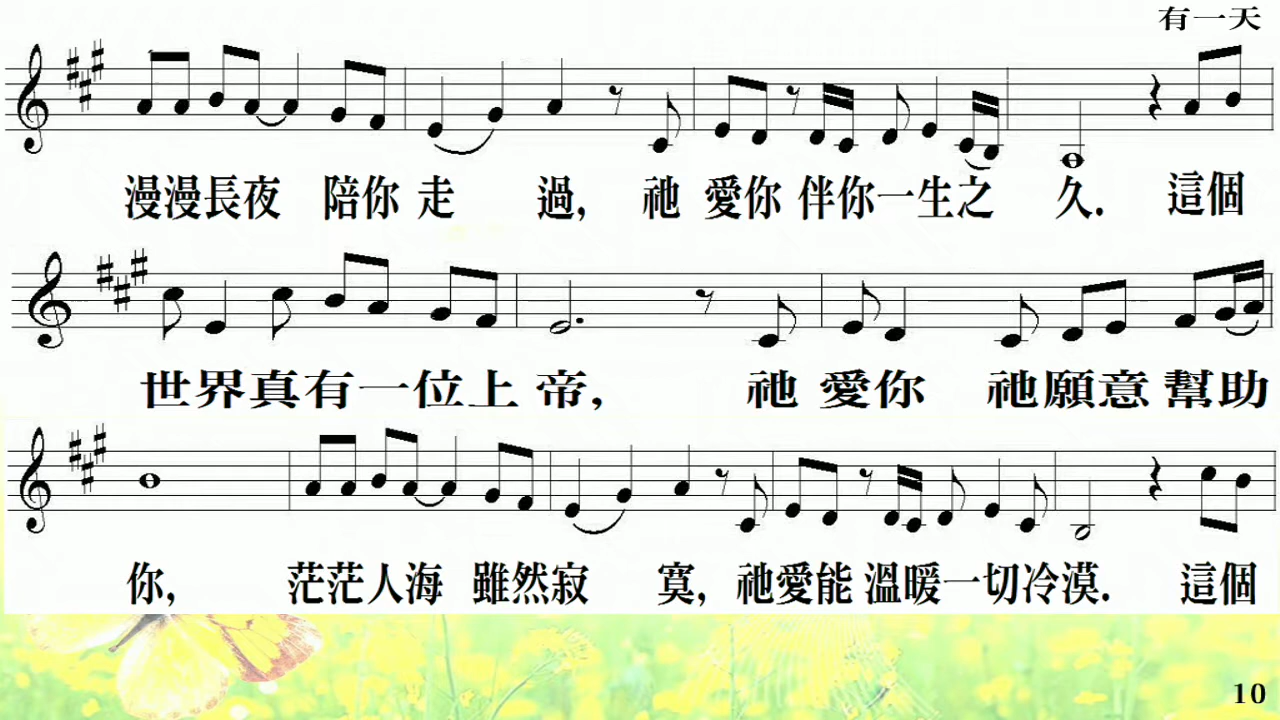 有一天
漫漫長夜 陪你走 過, 祂 愛你 伴你一生之 久. 這個
世界真有一位上 帝, 祂 愛你 祂願意幫助
你, 茫茫人海 雖然寂 寞, 祂愛能 溫暖一切冷漠. 這個
10